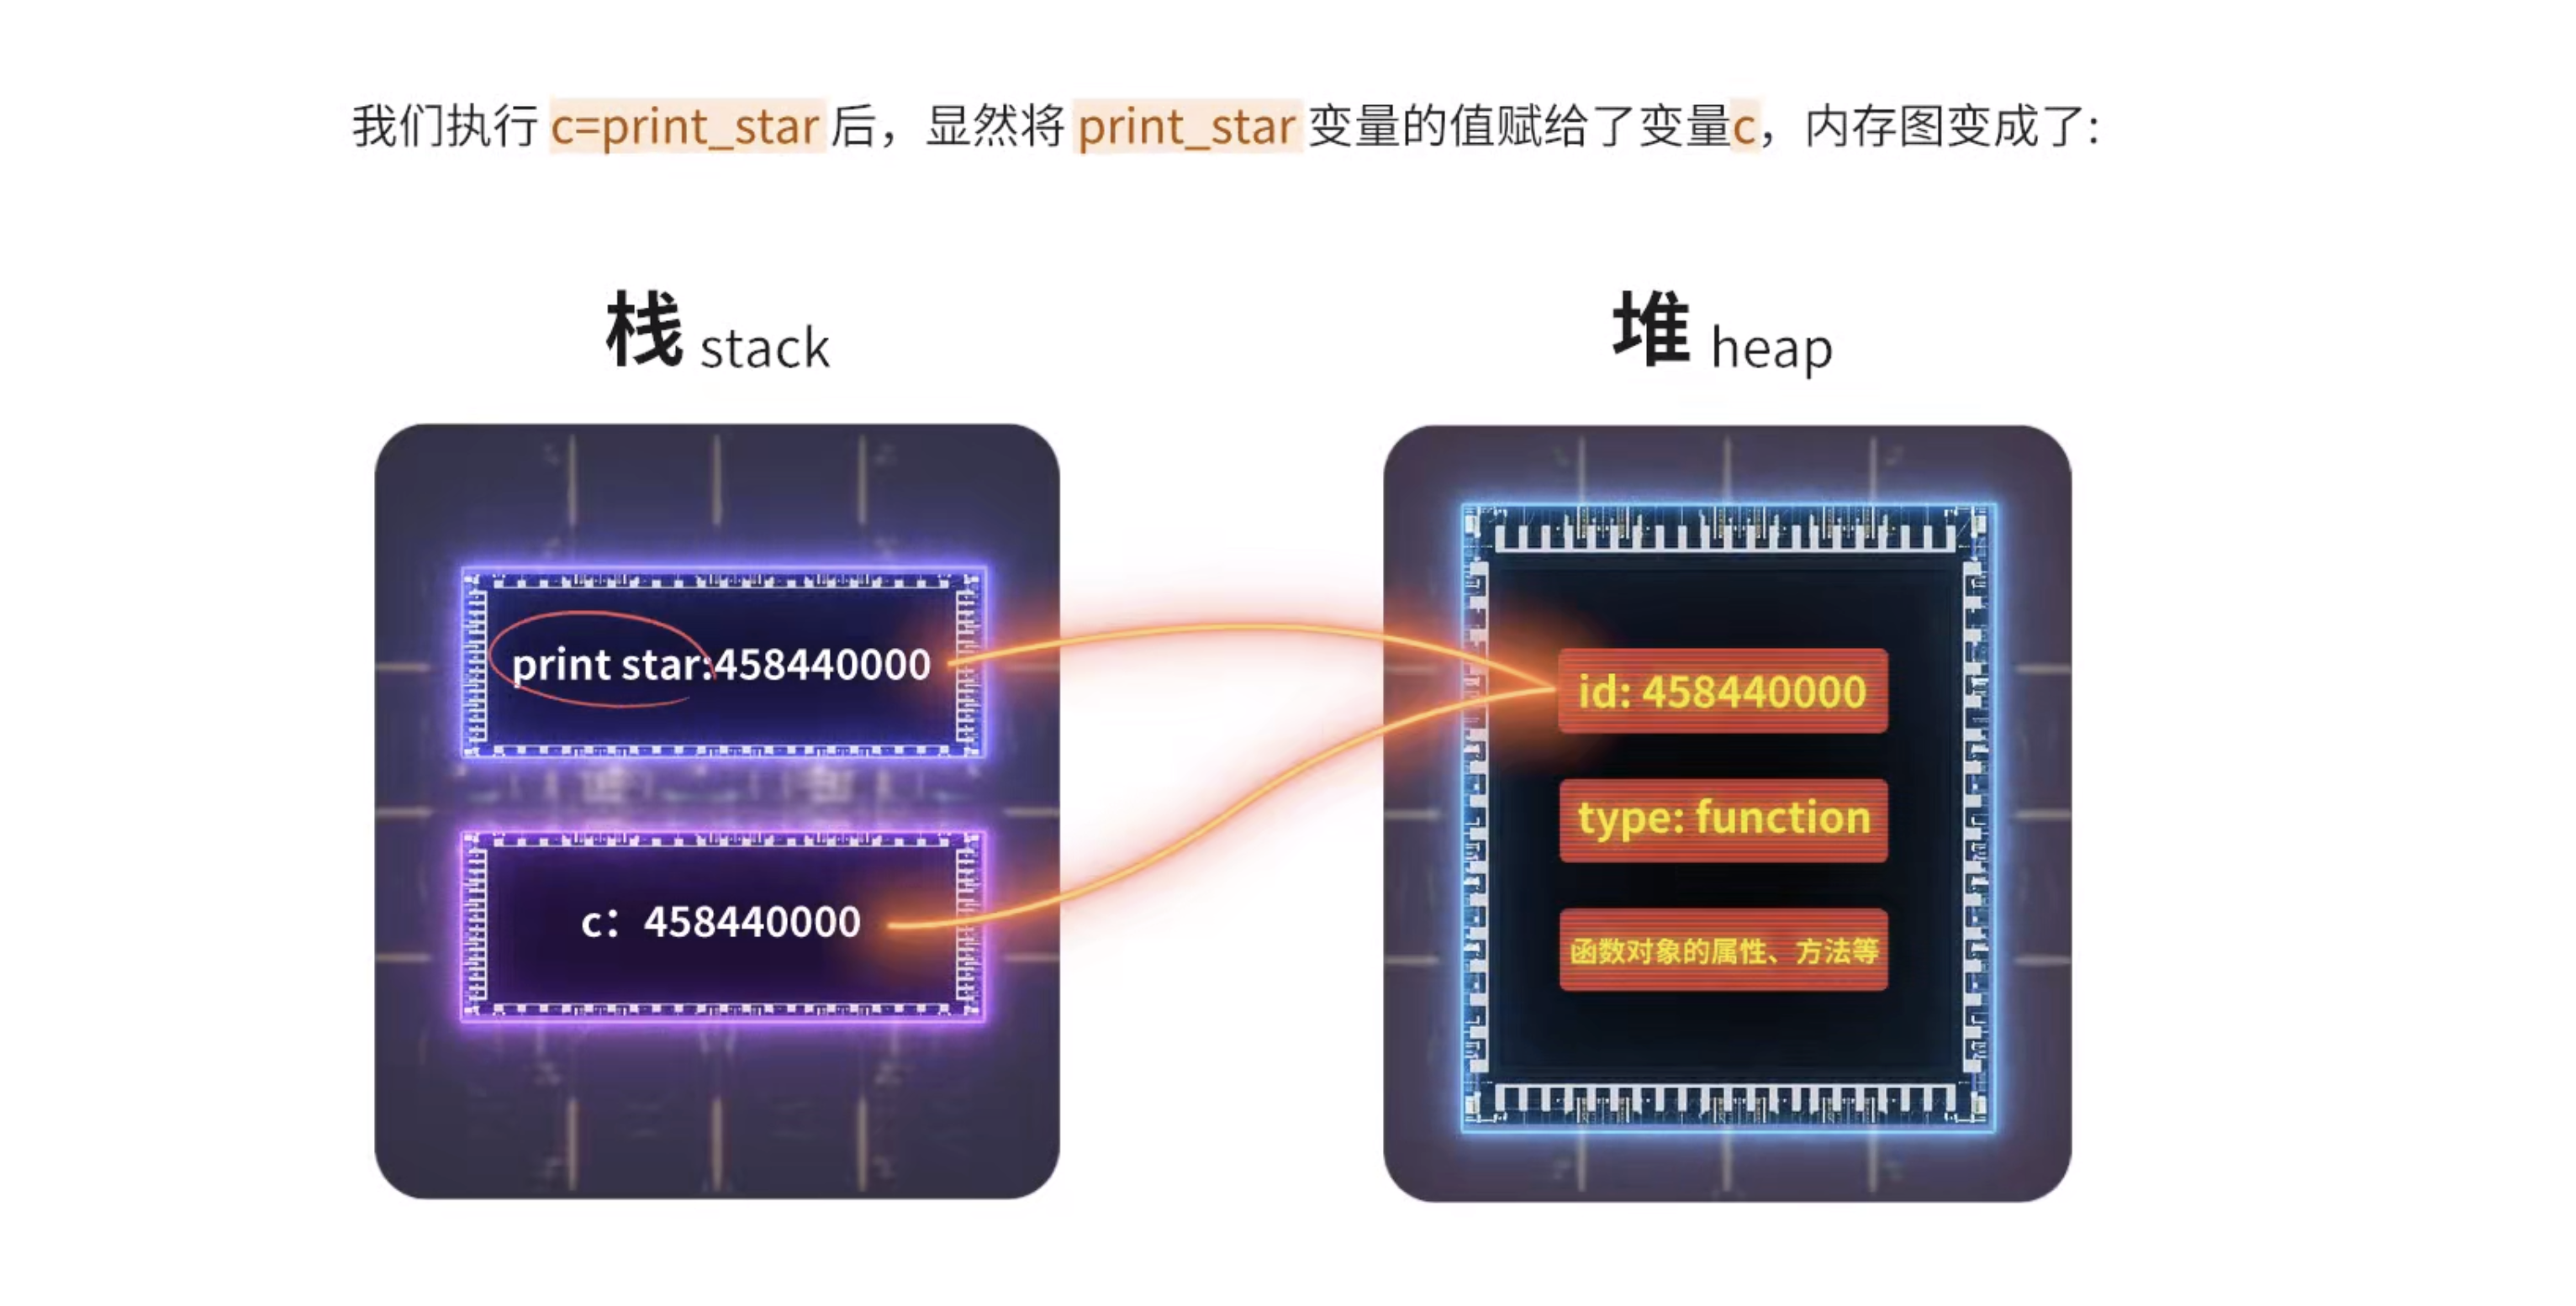 我们执行 c=print_star 后，显然将 print_star 变量的值赋给了变量c，内存图变成了:
栈 stack
堆 heap
print star:458440000
c：458440000
id: 458440000
type: function
函数对象的属性、方法等